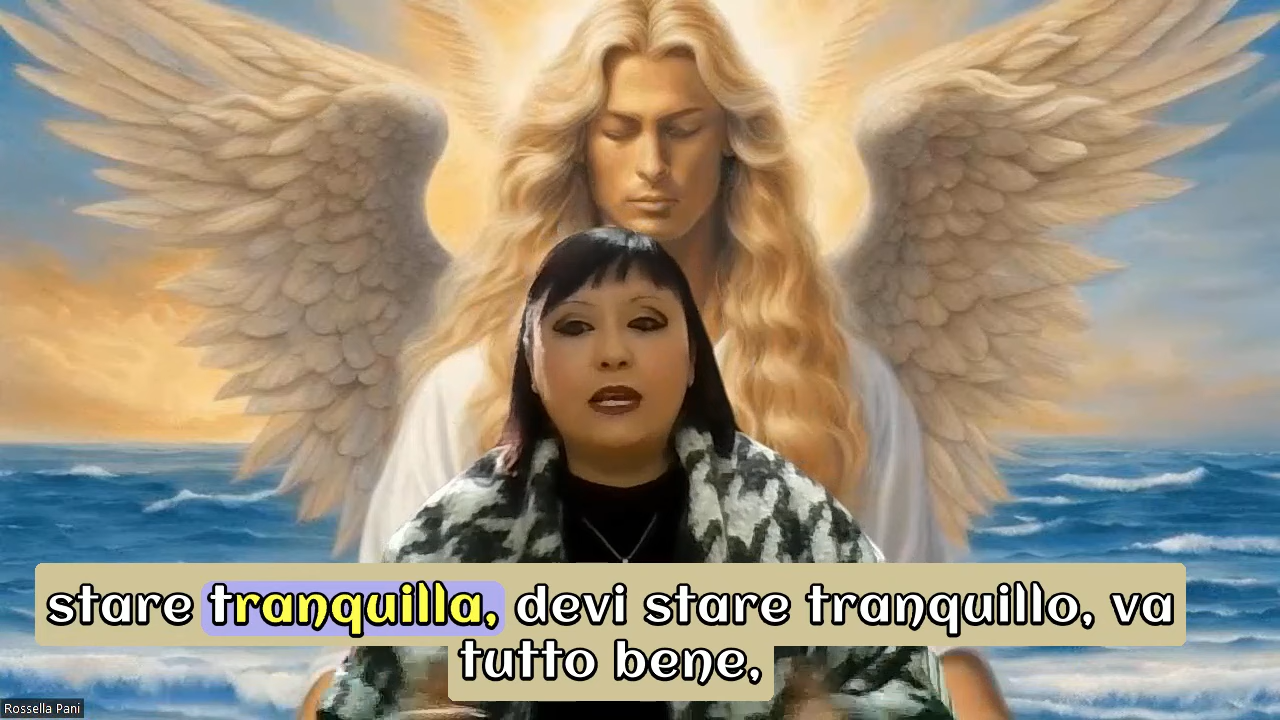 stare tranquilla, devi stare tranquillo, va
tutto bene,
Rossella Pani